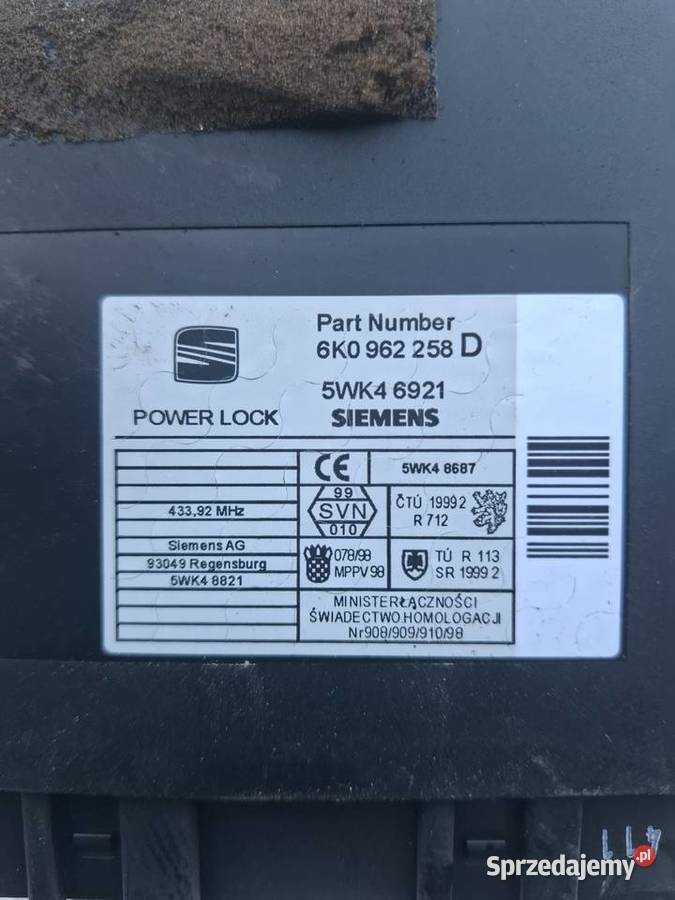 Part Number
6K0 962 258 D
5WK4 6921
POWER LOCK SIEMENS
CE 5WK4 8687
433,92 MHz
99
SVN
010
ČTÚ 1999 2
R 712
Siemens AG
93049 Regensburg
5WK4 8821
078/98
MPPV 98
TÚ R 113
SR 1999 2
MINISTER ŁĄCZNOŚCI
ŚWIADECTWO HOMOLOGACJI
Nr 908/909/910/98
Sprzedajemy.pl